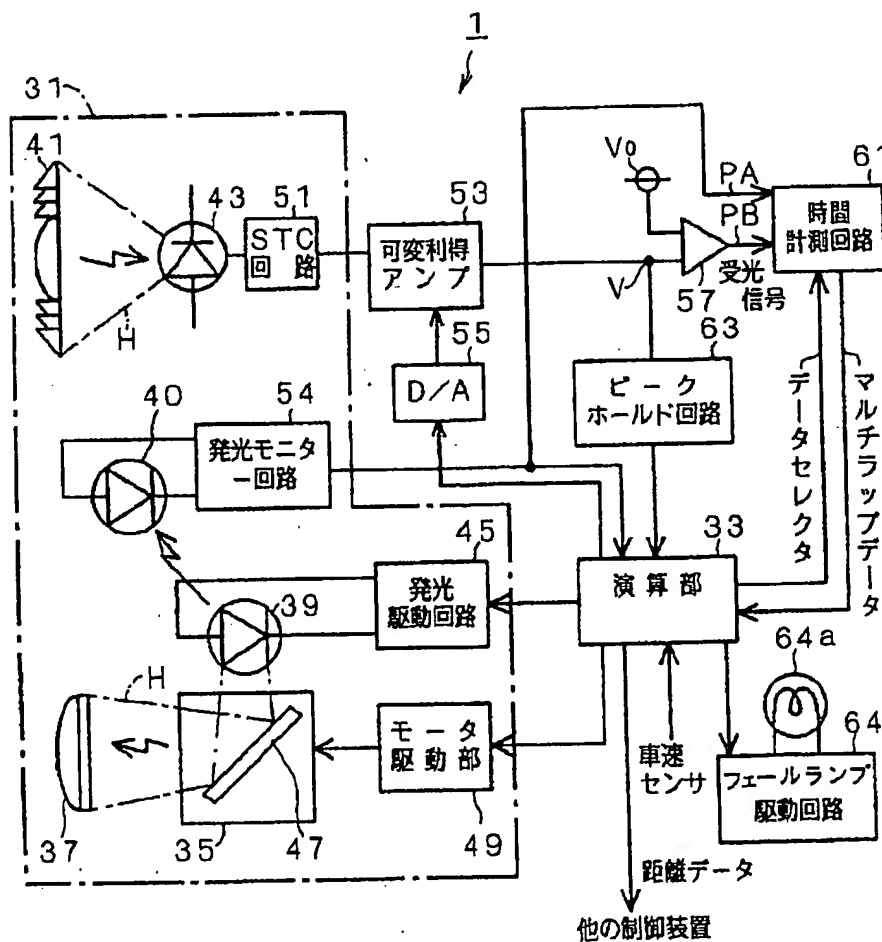 1
31
41
43
51
STC
回路
H
53
可変利得
アンプ
V0
PA
PB
61
時間
計測回路
V
57
受光
信号
55
D/A
63
ピーク
ホールド回路
データセレクタ
マルチラップデータ
40
54
発光モニタ
ー回路
39
45
発光
駆動回路
33
演算部
64a
H
37
35
47
モータ
駆動部
49
車速
センサ
64
フェールランプ
駆動回路
距離データ
他の制御装置